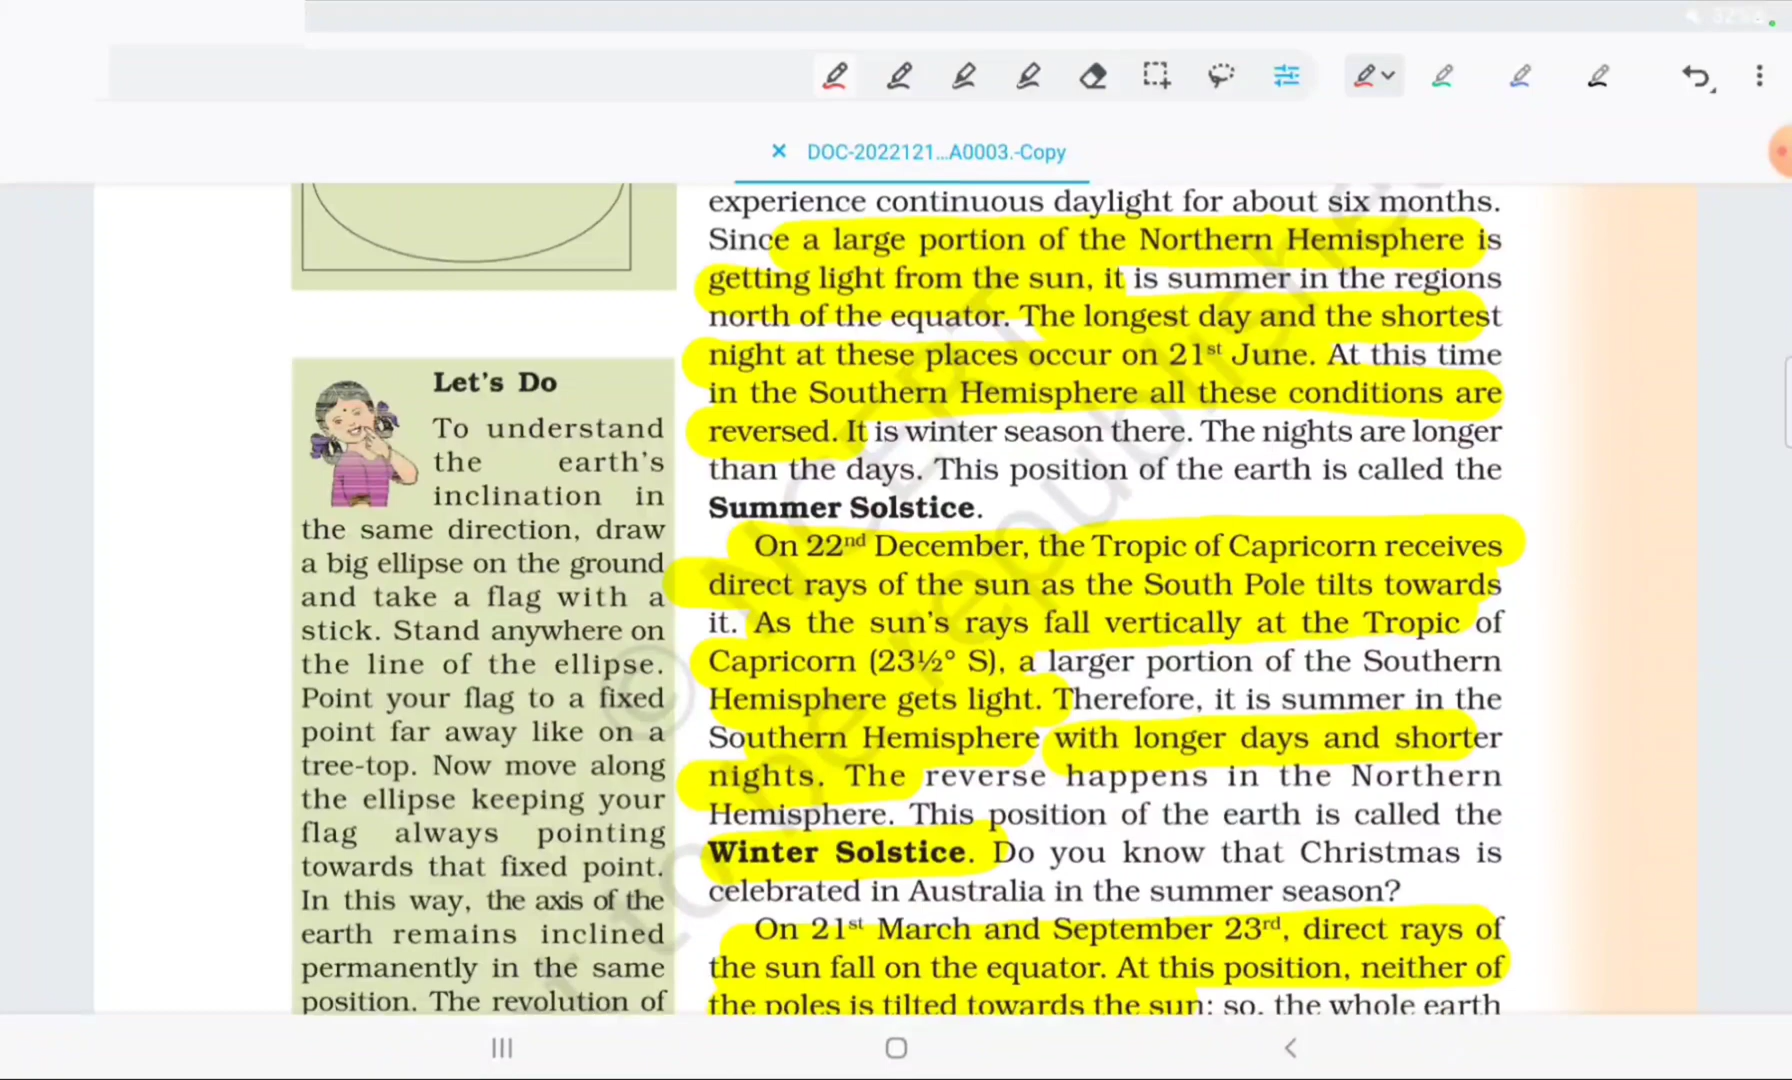 52%
DOC-2022121...A0003.-Copy
Let's Do
To understand
the earth's
inclination in
the same direction, draw
a big ellipse on the ground
and take a flag with a
stick. Stand anywhere on
the line of the ellipse.
Point your flag to a fixed
point far away like on a
tree-top. Now move along
the ellipse keeping your
flag always pointing
towards that fixed point.
In this way, the axis of the
earth remains inclined
permanently in the same
position. The revolution of
experience continuous daylight for about six months.
Since a large portion of the Northern Hemisphere is
getting light from the sun, it is summer in the regions
north of the equator. The longest day and the shortest
night at these places occur on 21st June. At this time
in the Southern Hemisphere all these conditions are
reversed. It is winter season there. The nights are longer
than the days. This position of the earth is called the
Summer Solstice.
On 22nd December, the Tropic of Capricorn receives
direct rays of the sun as the South Pole tilts towards
it. As the sun's rays fall vertically at the Tropic of
Capricorn (23½° S), a larger portion of the Southern
Hemisphere gets light. Therefore, it is summer in the
Southern Hemisphere with longer days and shorter
nights. The reverse happens in the Northern
Hemisphere. This position of the earth is called the
Winter Solstice. Do you know that Christmas is
celebrated in Australia in the summer season?
On 21st March and September 23rd, direct rays of
the sun fall on the equator. At this position, neither of
the poles is tilted towards the sun; so, the whole earth
© NCERT
to be republished